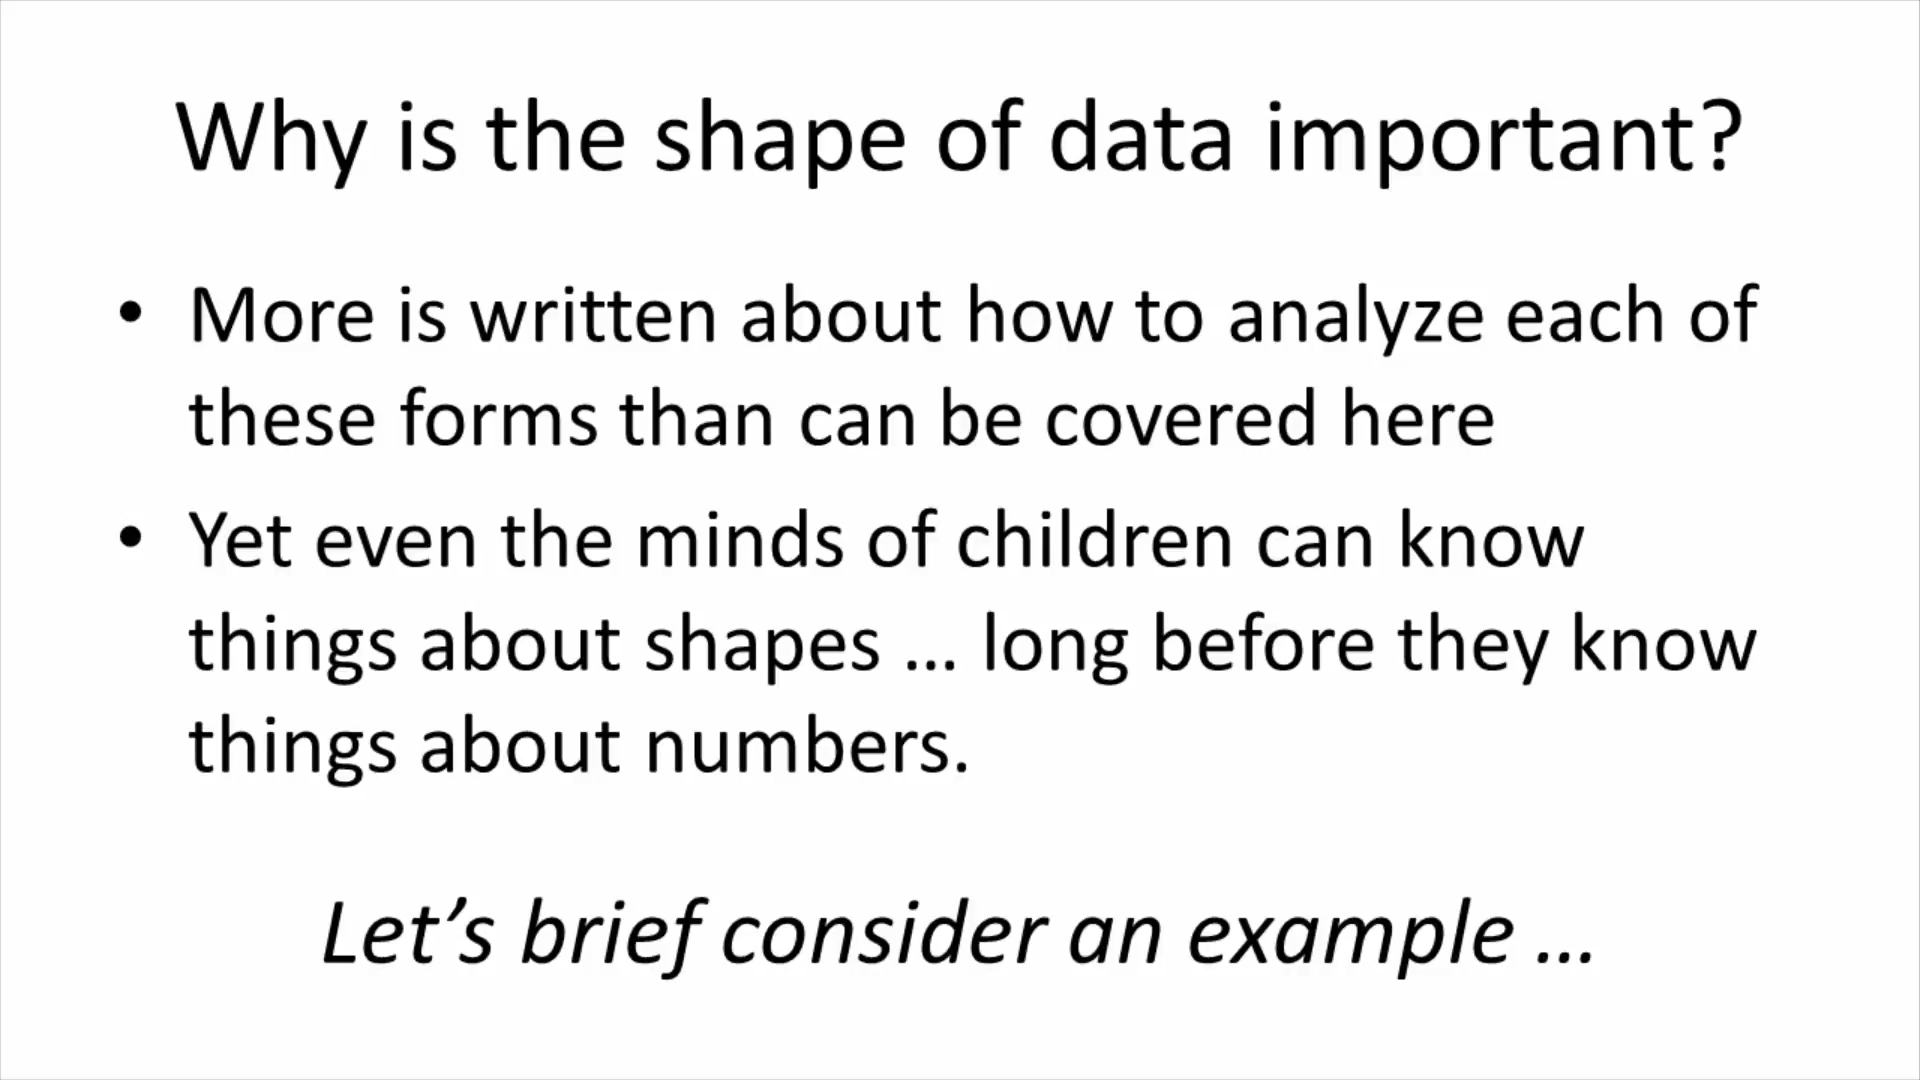 Why is the shape of data important?
• More is written about how to analyze each of
these forms than can be covered here
• Yet even the minds of children can know
things about shapes … long before they know
things about numbers.
Let’s brief consider an example …